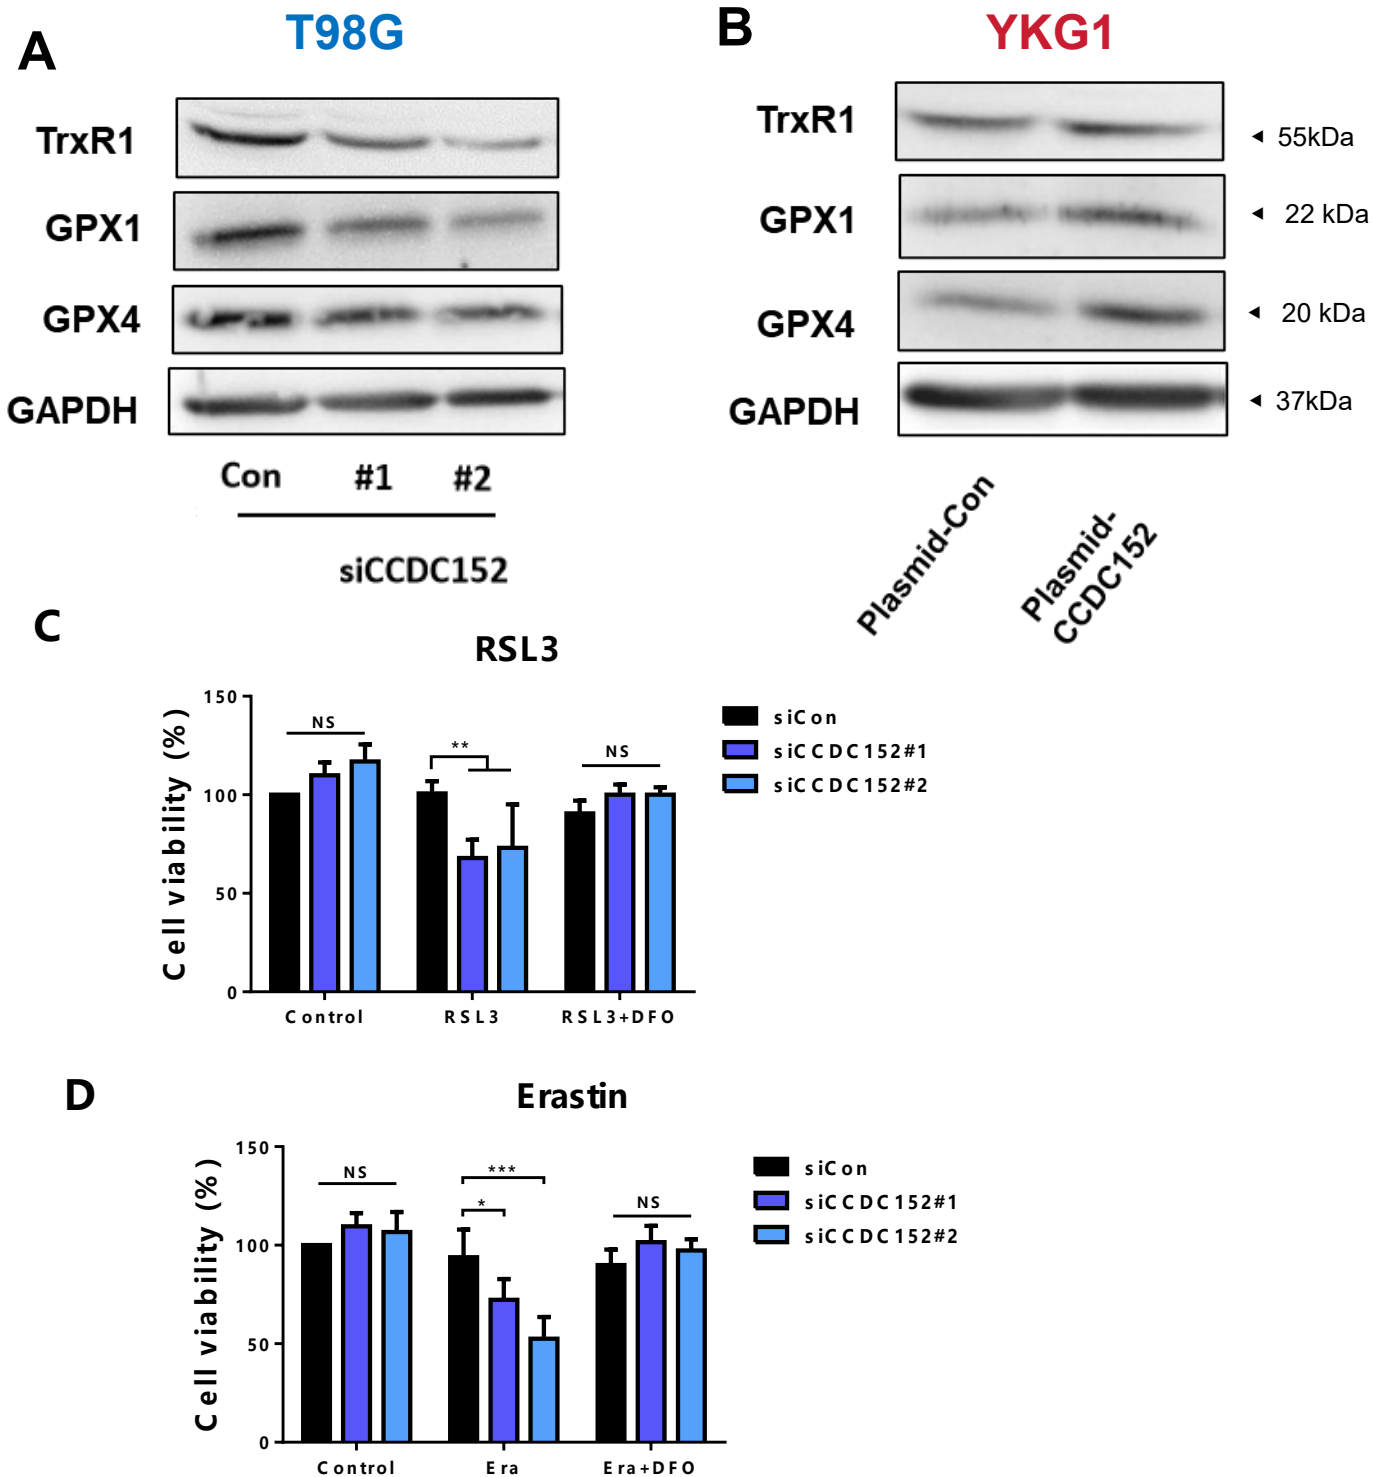 A
T98G
TrxR1
GPX1
GPX4
GAPDH
Con #1 #2
siCCDC152
B
YKG1
TrxR1
GPX1
GPX4
GAPDH
◄ 55kDa
◄ 22 kDa
◄ 20 kDa
◄ 37kDa
Plasmid-Con
Plasmid-
CCDC152
C
RSL3
Cell viability (%)
150
100
50
0
NS
**
NS
Control RSL3 RSL3+DFO
siCon
siCCDC152#1
siCCDC152#2
D
Erastin
Cell viability (%)
150
100
50
0
NS
***
*
NS
Control Era Era+DFO
siCon
siCCDC152#1
siCCDC152#2